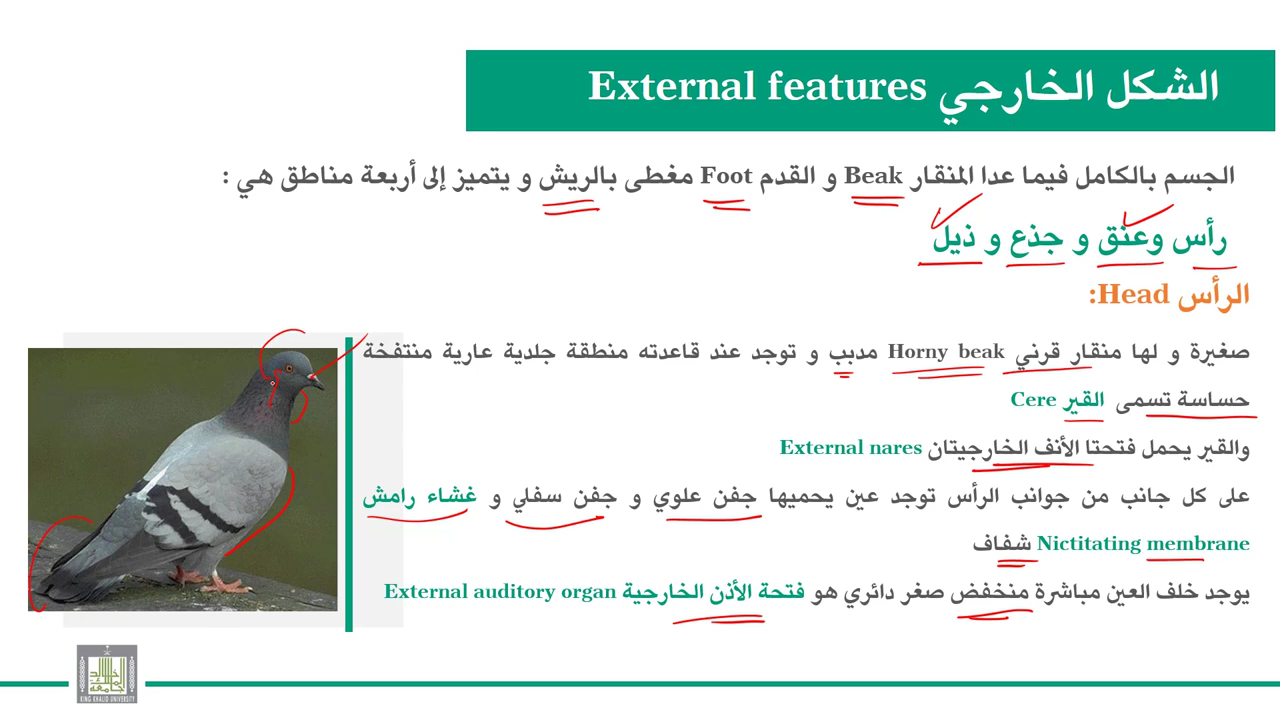 الشكل الخارجي External features
الجسم بالكامل فيما عدا المنقار Beak و القدم Foot مغطى بالريش و يتميز إلى أربعة مناطق هي :
رأس وعنق و جذع و ذيل
الرأس Head:
صغيرة و لها منقار قرني Horny beak مدبب و توجد عند قاعدته منطقة جلدية عارية منتفخة
حساسة تسمى القير Cere
والقير يحمل فتحتا الأنف الخارجيتان External nares
على كل جانب من جوانب الرأس توجد عين يحميها جفن علوي و جفن سفلي و غشاء رامش
Nictitating membrane شفاف
يوجد خلف العين مباشرة منخفض صغر دائري هو فتحة الأذن الخارجية External auditory organ
KING KHALID UNIVERSITY